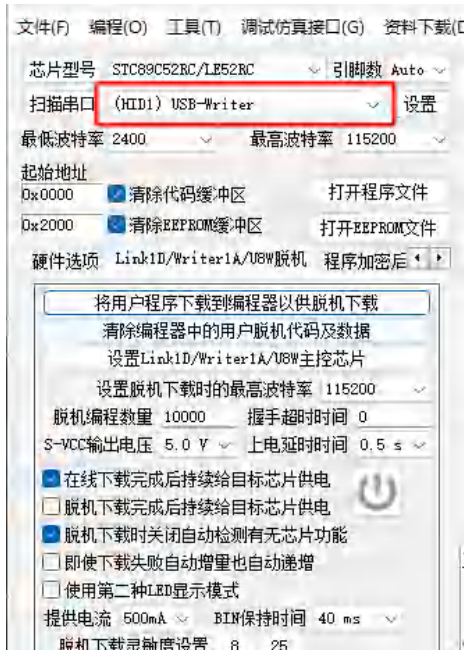 文件(F) 编程(O) 工具(T) 调试仿真接口(G) 资料下载(D
芯片型号 STC89C52RC/LE52RC 引脚数 Auto
扫描串口 (HID1) USB-Writer 设置
最低波特率 2400 最高波特率 115200
起始地址
0x0000 清除代码缓冲区 打开程序文件
0x2000 清除EEPROM缓冲区 打开EEPROM文件
硬件选项 Link1D/Writer1A/U8W脱机 程序加密后
将用户程序下载到编程器以供脱机下载
清除编程器中的用户脱机代码及数据
设置Link1D/Writer1A/U8W主控芯片
设置脱机下载时的最高波特率 115200
脱机编程数量 10000 握手超时时间 0
S-VCC输出电压 5.0 V 上电延时时间 0.5 s
在线下载完成后持续给目标芯片供电
脱机下载完成后持续给目标芯片供电
脱机下载时关闭自动检测有无芯片功能
即使下载失败自动增量也自动递增
使用第二种LED显示模式
提供电流 500mA BIN保持时间 40 ms
脱机下载灵敏度设置 8 25